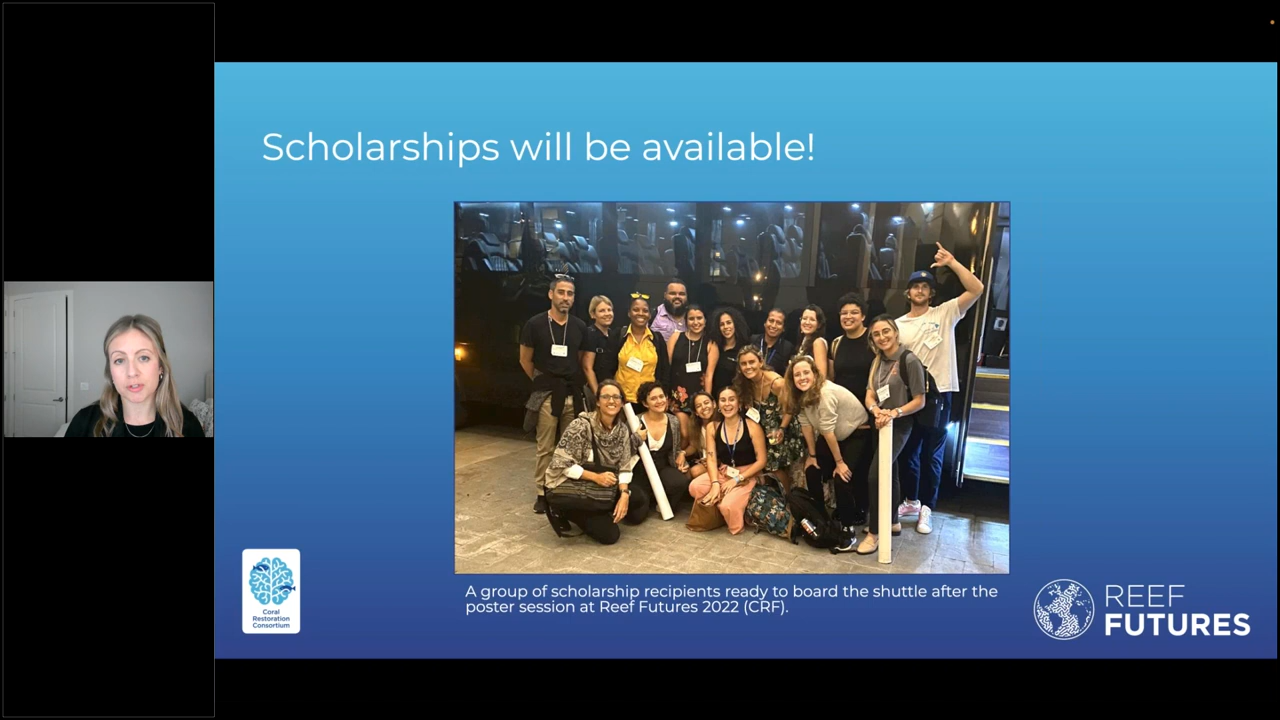 Scholarships will be available!
A group of scholarship recipients ready to board the shuttle after the
poster session at Reef Futures 2022 (CRF).
Coral
Restoration
Consortium
REEF
FUTURES